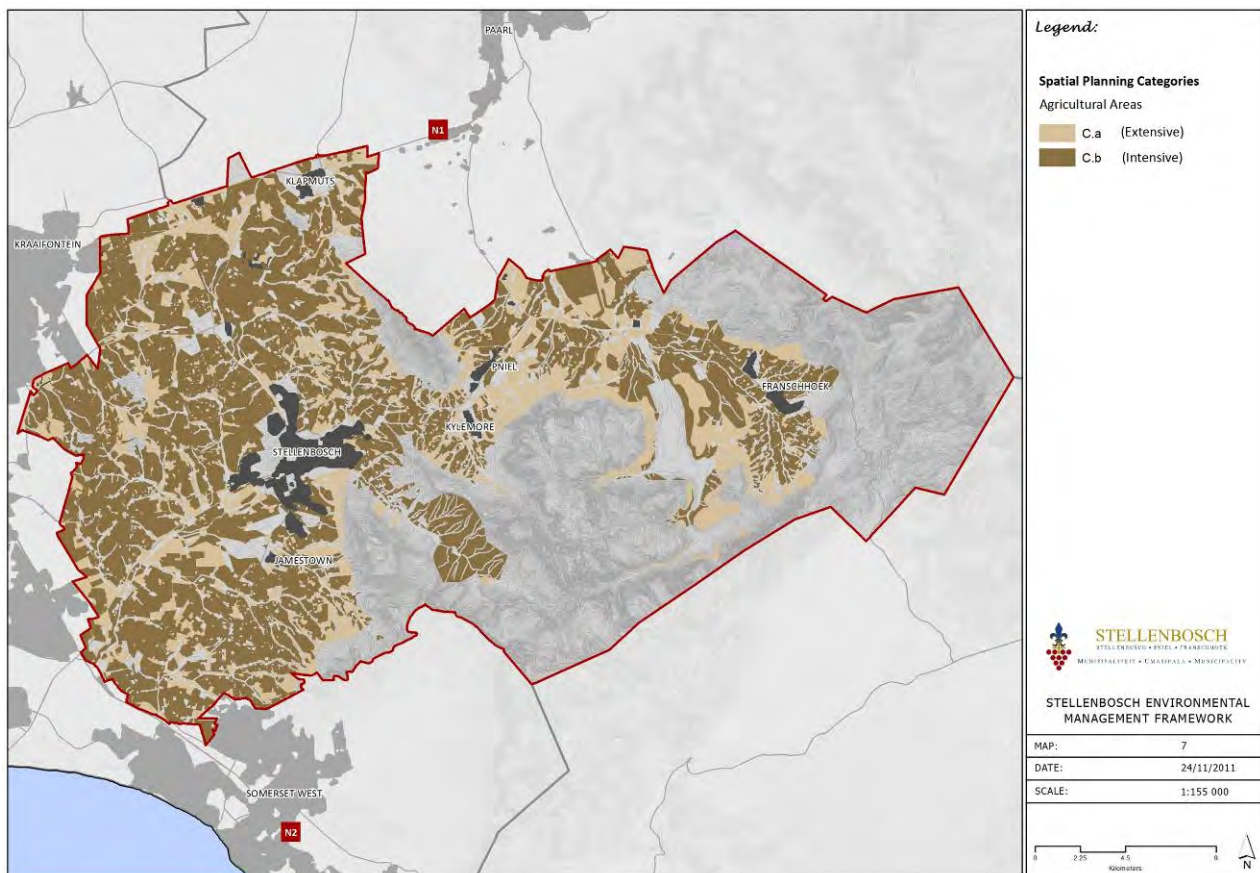 PAARL
N1
KLAPMUTS
KRAAIFONTEIN
PNIEL
FRANSCHHOEK
KYLEMORE
STELLENBOSCH
JAMESTOWN
SOMERSET WEST
N2
Legend:
Spatial Planning Categories
Agricultural Areas
C.a (Extensive)
C.b (Intensive)
STELLENBOSCH
STELLENBOSCH • PNIEL • FRANSCHHOEK
MUNISIPALITEIT • UMASIPALA • MUNICIPALITY
STELLENBOSCH ENVIRONMENTAL
MANAGEMENT FRAMEWORK
MAP: 7
DATE: 24/11/2011
SCALE: 1:155 000
0 2.25 4.5 9
Kilometers
N